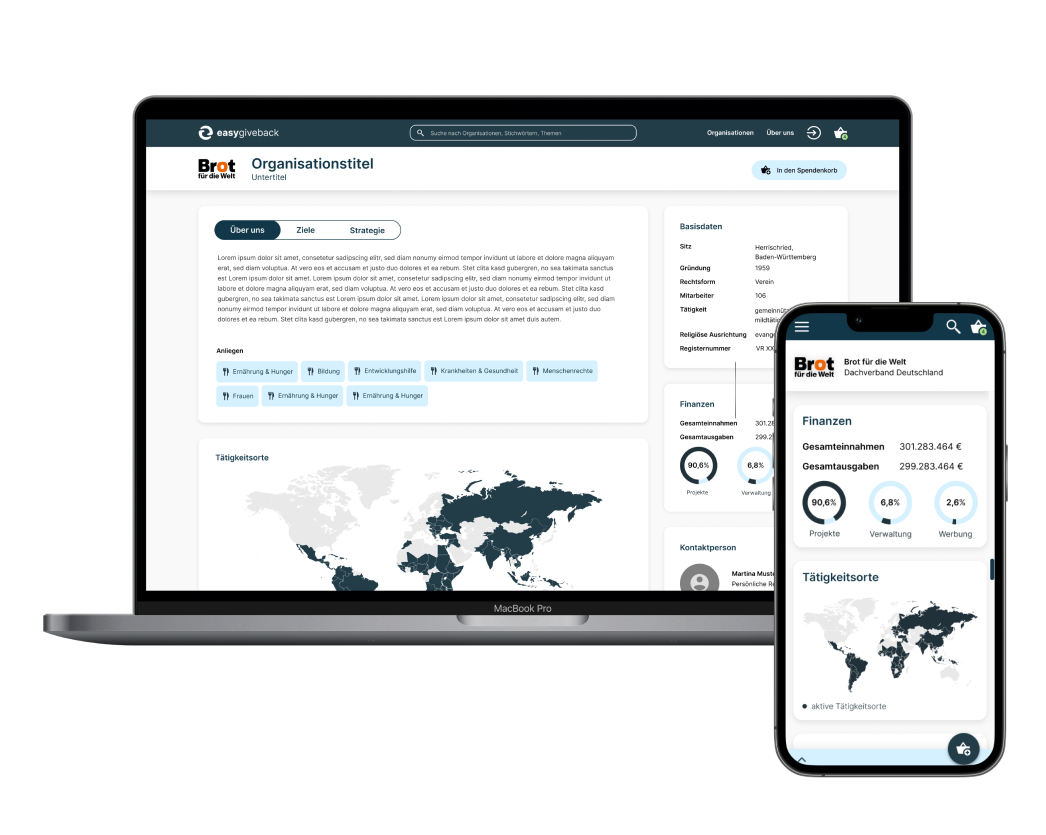 easygiveback
Suche nach Organisationen, Stichwörtern, Themen
Organisationen
Über uns
Brot
für die Welt
Organisationstitel
Untertitel
In den Spendenkorb
Über uns
Ziele
Strategie
Lorem ipsum dolor sit amet, consetetur sadipscing elitr, sed diam nonumy eirmod tempor invidunt ut labore et dolore magna aliquyam
erat, sed diam voluptua. At vero eos et accusam et justo duo dolores et ea rebum. Stet clita kasd gubergren, no sea takimata sanctus
est Lorem ipsum dolor sit amet. Lorem ipsum dolor sit amet, consetetur sadipscing elitr, sed diam nonumy eirmod tempor invidunt ut
labore et dolore magna aliquyam erat, sed diam voluptua. At vero eos et accusam et justo duo dolores et ea rebum. Stet clita kasd
gubergren, no sea takimata sanctus est Lorem ipsum dolor sit amet. Lorem ipsum dolor sit amet, consetetur sadipscing elitr, sed diam
nonumy eirmod tempor invidunt ut labore et dolore magna aliquyam erat, sed diam voluptua. At vero eos et accusam et justo duo
dolores et ea rebum. Stet clita kasd gubergren, no sea takimata sanctus est Lorem ipsum dolor sit amet duis autem.
Anliegen
Ernährung & Hunger
Bildung
Entwicklungshilfe
Krankheiten & Gesundheit
Menschenrechte
Frauen
Ernährung & Hunger
Ernährung & Hunger
Tätigkeitsorte
Basisdaten
Sitz Herrischried,
Baden-Württemberg
Gründung 1959
Rechtsform Verein
Mitarbeiter 106
Tätigkeit gemeinnütz
mildtätig
Religiöse Ausrichtung evange
Registernummer VR XX
Finanzen
Gesamteinnahmen 301.28
Gesamtausgaben 299.2
90,6%
6,8%
Projekte
Verwaltung
Kontaktperson
Martina Muste
Persönliche Re
MacBook Pro
Brot
für die Welt
Brot für die Welt
Dachverband Deutschland
Finanzen
Gesamteinnahmen 301.283.464 €
Gesamtausgaben 299.283.464 €
90,6%
6,8%
2,6%
Projekte
Verwaltung
Werbung
Tätigkeitsorte
aktive Tätigkeitsorte